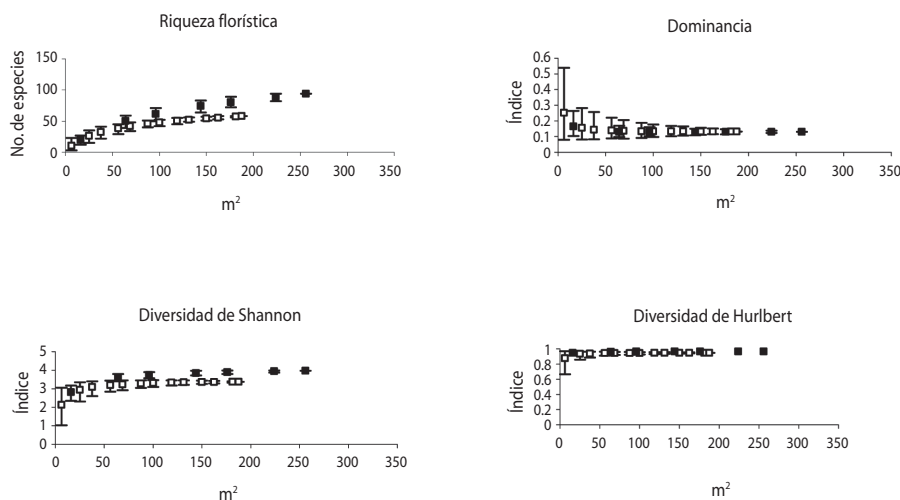 Riqueza florística
No. de especies
150
100
50
0
0 50 100 150 200 250 300 350
m²
Dominancia
Índice
0.6
0.5
0.4
0.3
0.2
0.1
0
0 50 100 150 200 250 300 350
m²
Diversidad de Shannon
Índice
5
4
3
2
1
0
0 50 100 150 200 250 300 350
m²
Diversidad de Hurlbert
Índice
1
0.8
0.6
0.4
0.2
0
0 50 100 150 200 250 300 350
m²